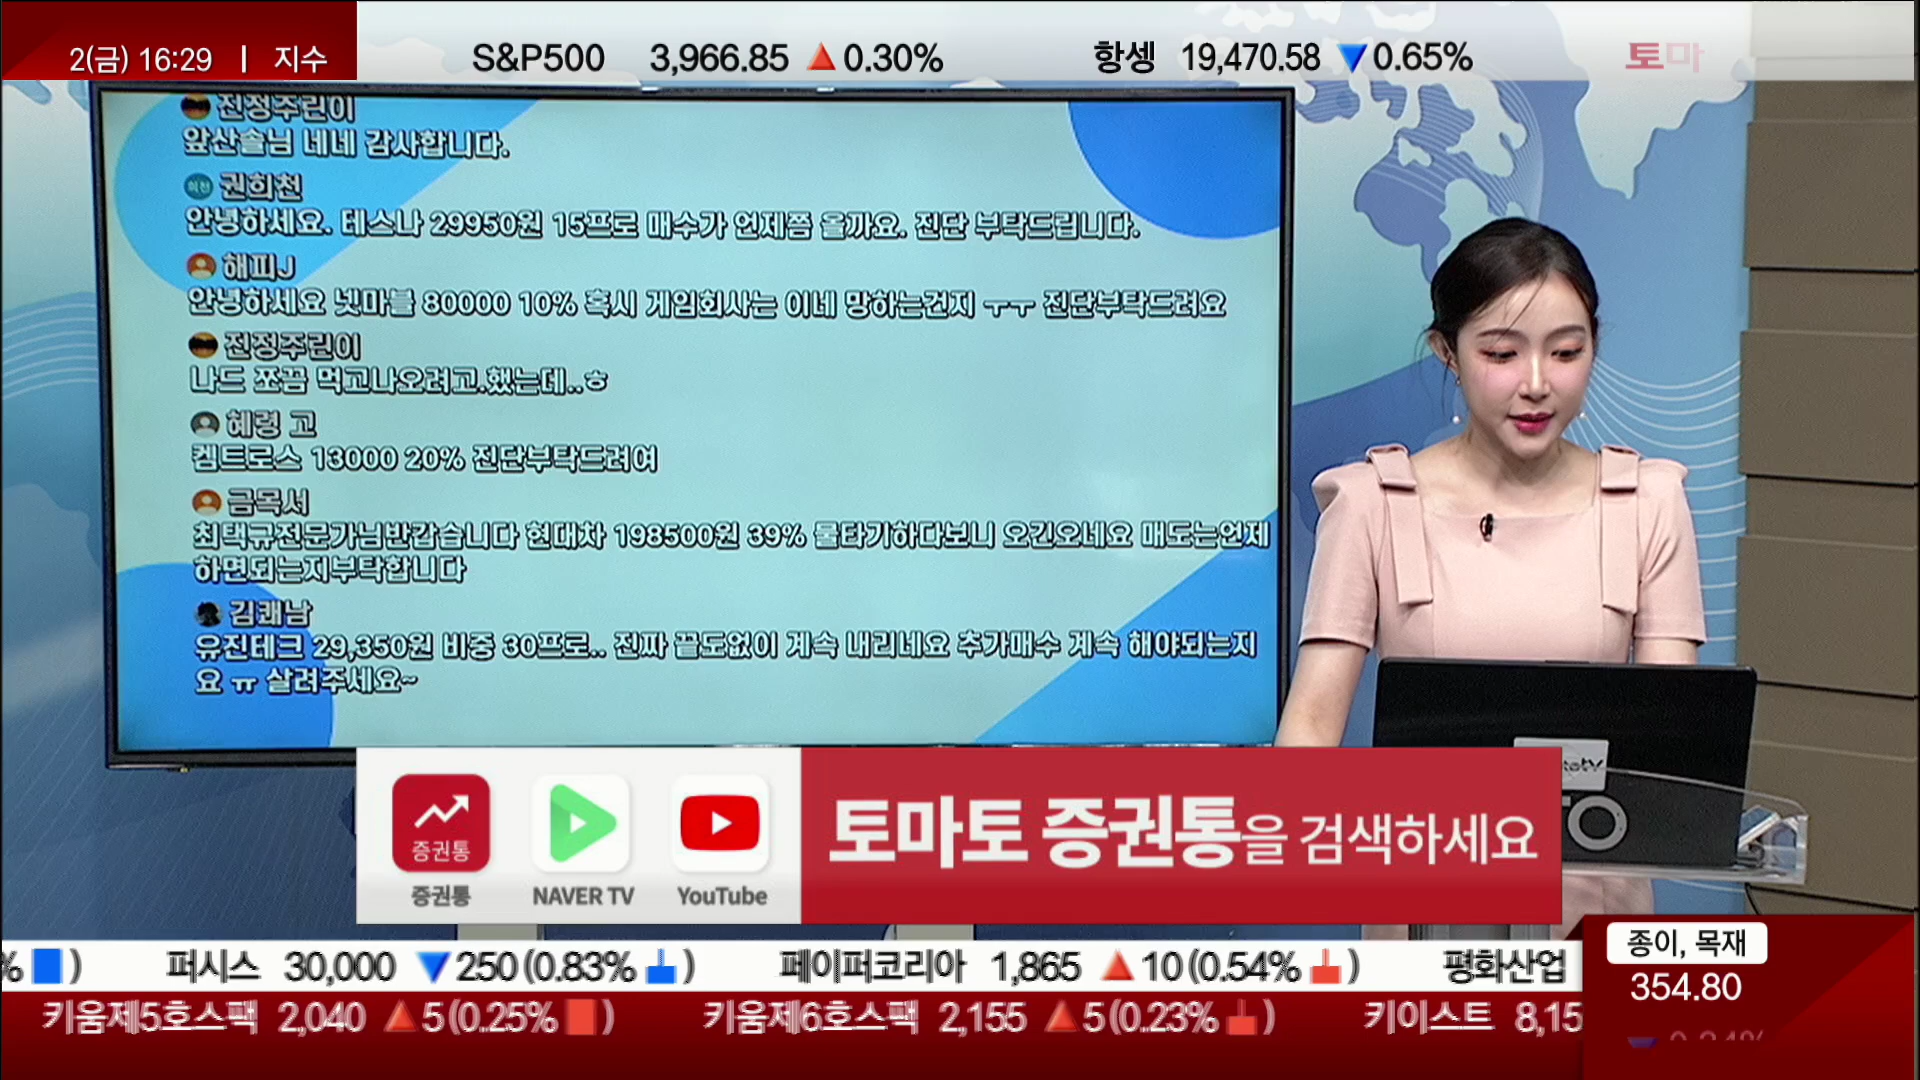 2(금) 16:29 | 지수
S&P500 3,966.85 ▲ 0.30% 항셍 19,470.58 ▼ 0.65% 토마
진정주린이
앞산솔님 네네 감사합니다.
희천 권희천
안녕하세요. 테스나 29950원 15프로 매수가 언제쯤 올까요. 진단 부탁드립니다.
해피J
안녕하세요 넷마블 80000 10% 혹시 게임회사는 이네 망하는건지 ㅜㅜ 진단부탁드려요
진정주린이
나드 쪼끔 먹고나오려고.했는데..ㅎ
혜령 고
켐트로스 13000 20% 진단부탁드려여
금목서
최택규전문가님반갑습니다 현대차 198500원 39% 물타기하다보니 오긴오네요 매도는언제
하면되는지부탁합니다
김쾌남
유진테크 29,350원 비중 30프로.. 진짜 끝도없이 계속 내리네요 추가매수 계속 해야되는지
요 ㅠ 살려주세요~
증권통
증권통 NAVER TV YouTube
토마토 증권통을 검색하세요
% ) 퍼시스 30,000 ▼ 250 (0.83% ) 페이퍼코리아 1,865 ▲ 10 (0.54% ) 평화산업
키움제5호스팩 2,040 ▲ 5 (0.25% ) 키움제6호스팩 2,155 ▲ 5 (0.23% ) 키이스트 8,15
종이, 목재
354.80